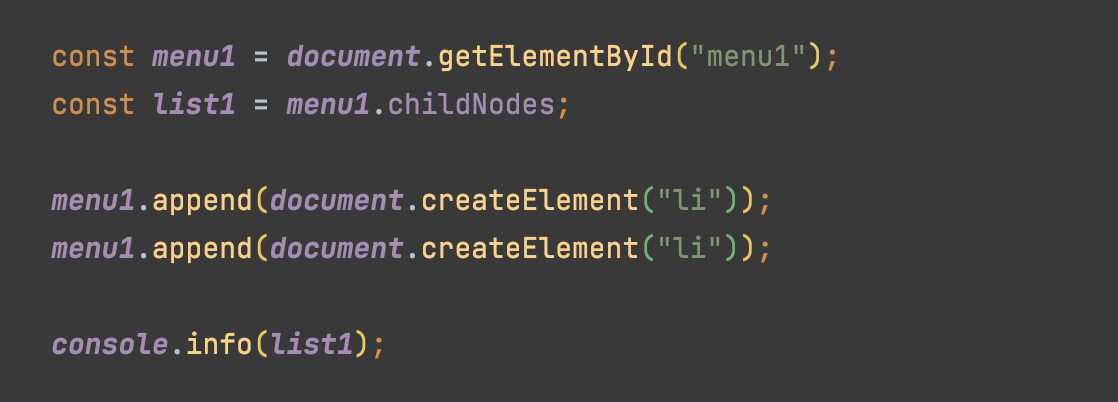 const menu1 = document.getElementById("menu1");
const list1 = menu1.childNodes;
menu1.append(document.createElement("li"));
menu1.append(document.createElement("li"));
console.info(list1);